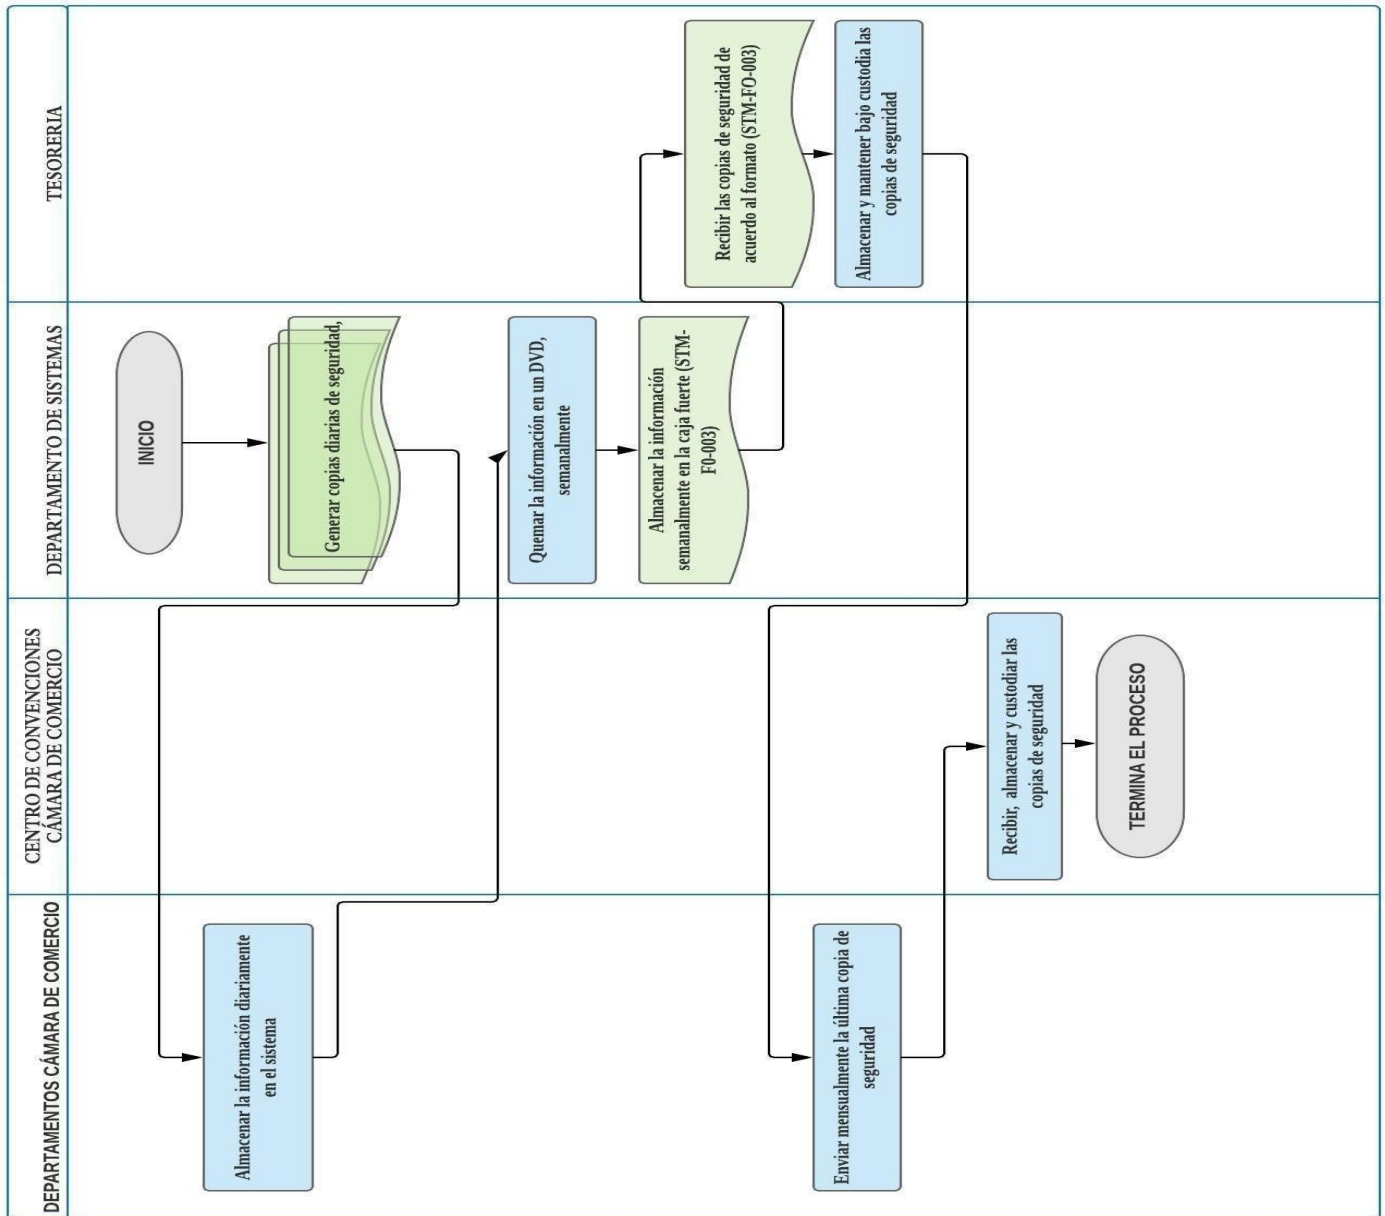 DEPARTAMENTOS CÁMARA DE COMERCIO
CENTRO DE CONVENCIONES
CÁMARA DE COMERCIO
DEPARTAMENTO DE SISTEMAS
TESORERIA
INICIO
Generar copias diarias de seguridad,
Almacenar la información diariamente
en el sistema
Quemar la información en un DVD,
semanalmente
Almacenar la información
semanalmente en la caja fuerte (STM-
F0-003)
Recibir las copias de seguridad de
acuerdo al formato (STM-FO-003)
Almacenar y mantener bajo custodia las
copias de seguridad
Enviar mensualmente la última copia de
seguridad
Recibir, almacenar y custodiar las
copias de seguridad
TERMINA EL PROCESO